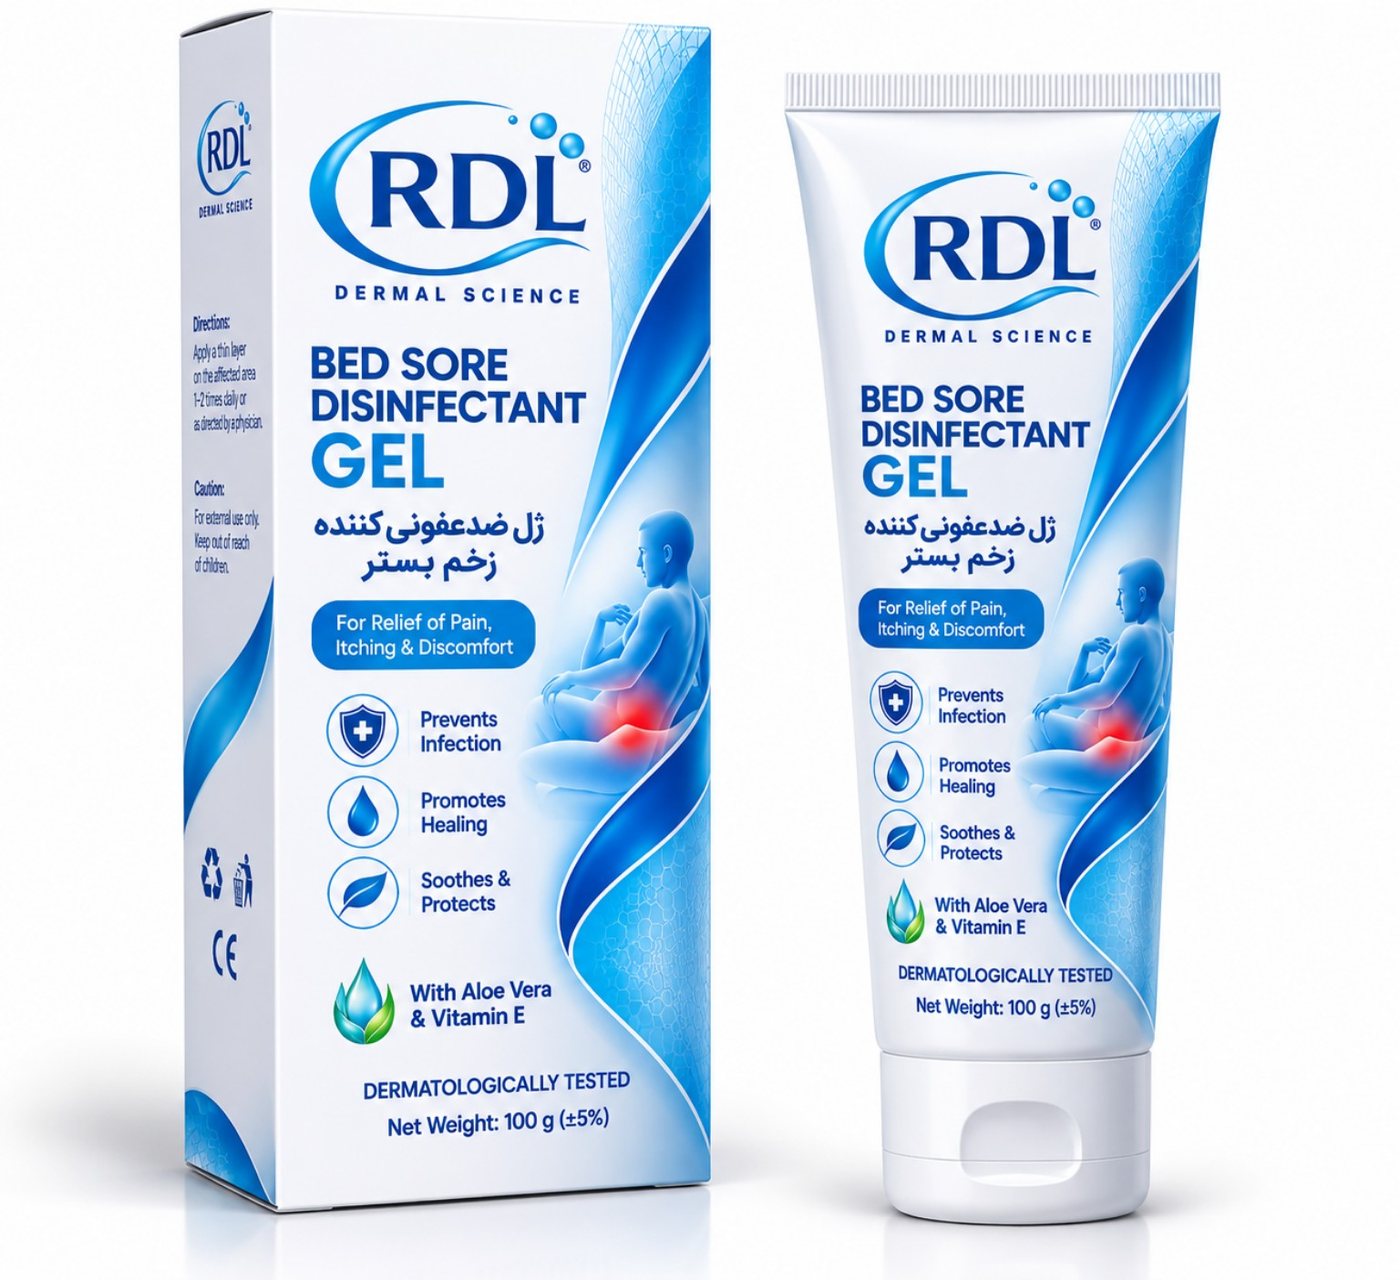 RDL®
DERMAL SCIENCE
Directions:
Apply a thin layer
on the affected area
1-2 times daily or
as directed by a physician.
Caution:
For external use only.
Keep out of reach
of children.
CE
RDL®
DERMAL SCIENCE
BED SORE
DISINFECTANT
GEL
ژل ضدعفونی کننده
زخم بستر
For Relief of Pain,
Itching & Discomfort
Prevents
Infection
Promotes
Healing
Soothes &
Protects
With Aloe Vera
& Vitamin E
DERMATOLOGICALLY TESTED
Net Weight: 100 g (±5%)
RDL®
DERMAL SCIENCE
BED SORE
DISINFECTANT
GEL
ژل ضدعفونی کننده
زخم بستر
For Relief of Pain,
Itching & Discomfort
Prevents
Infection
Promotes
Healing
Soothes &
Protects
With Aloe Vera
& Vitamin E
DERMATOLOGICALLY TESTED
Net Weight: 100 g (±5%)